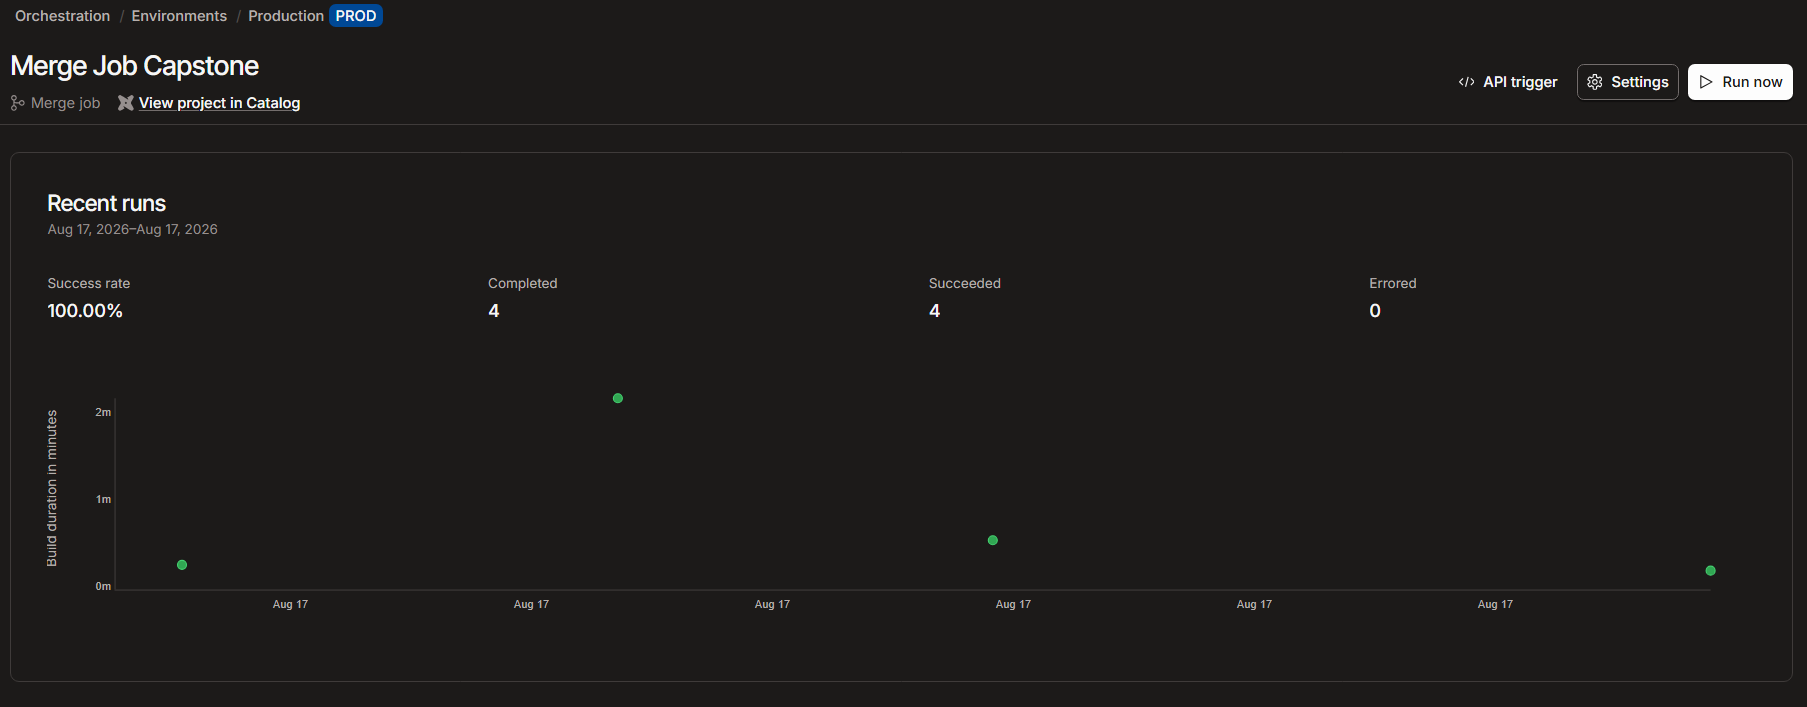 Orchestration / Environments / Production PROD
Merge Job Capstone
Merge job View project in Catalog
</> API trigger Settings Run now
Recent runs
Aug 17, 2026–Aug 17, 2026
Success rate Completed Succeeded Errored
100.00% 4 4 0
Build duration in minutes
2m
1m
0m
Aug 17 Aug 17 Aug 17 Aug 17 Aug 17 Aug 17